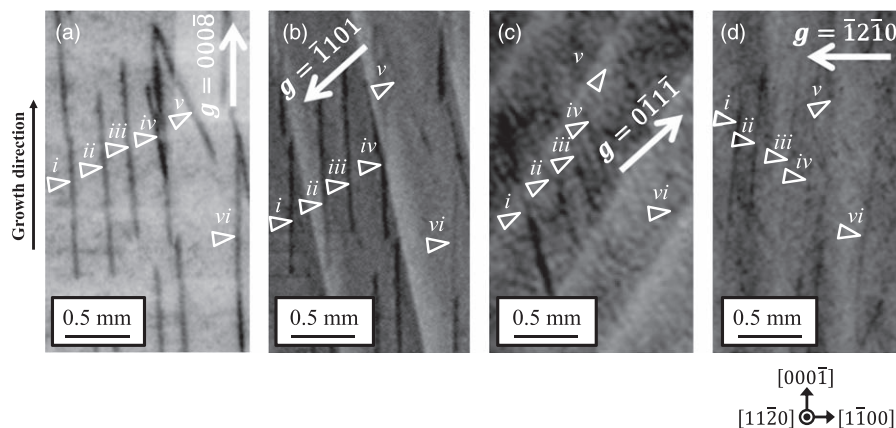 (a)
g = 0008̄
i
ii
iii
iv
v
vi
0.5 mm
Growth direction
(b)
g = 1̄101
i
ii
iii
iv
v
vi
0.5 mm
(c)
g = 01̄11̄
i
ii
iii
iv
v
vi
0.5 mm
(d)
g = 1̄21̄0
i
ii
iii
iv
v
vi
0.5 mm
[0001̄]
[112̄0]
[11̄00]